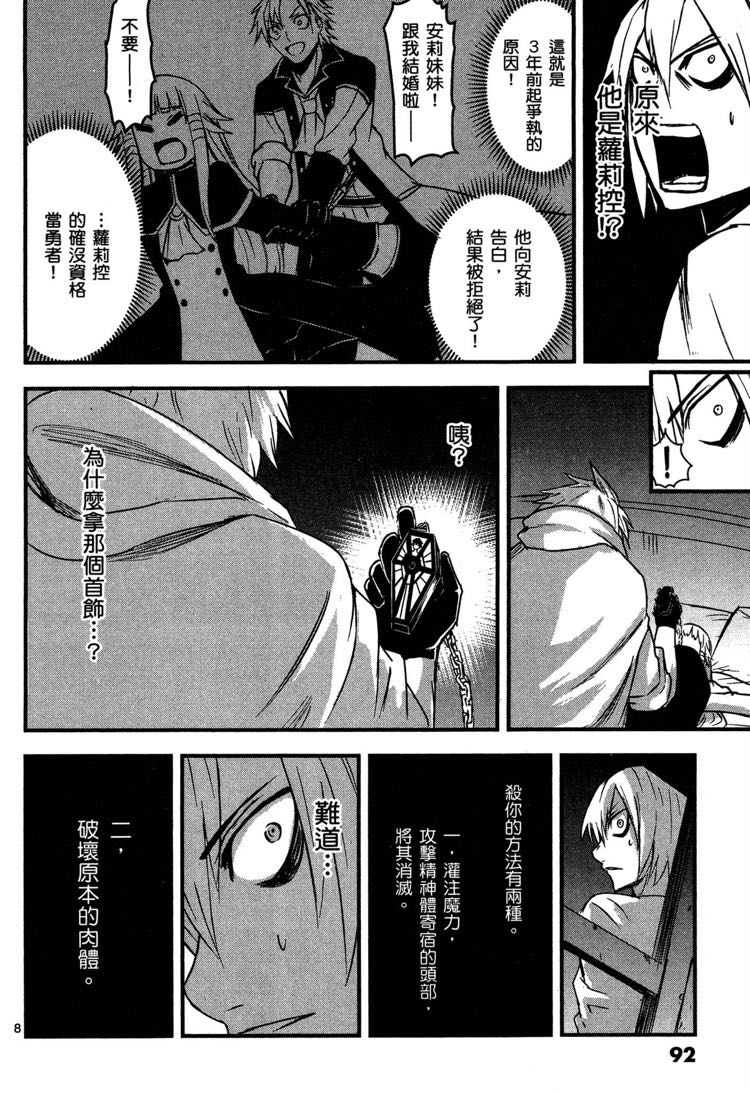 原來
他是蘿莉控!?
這就是
3年前起爭執的
原因！
安莉妹妹！
跟我結婚啦——
不要——！
他向安莉
告白，
結果被拒絕了！
…蘿莉控
的確沒資格
當勇者！
！
咦？
為什麼拿那個首飾…？
殺你的方法有兩種。
一，灌注魔力，
攻擊精神體寄宿的頭部，
將其消滅。
難道…
二，
破壞原本的肉體。
8
92